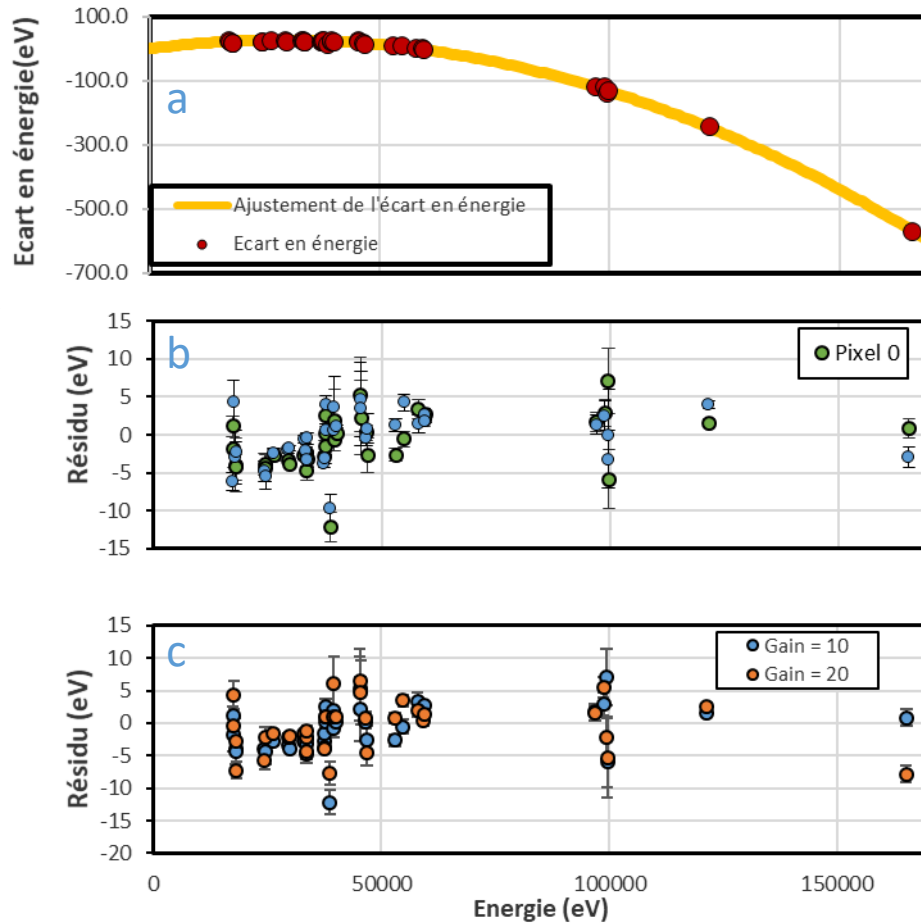 100.0
-100.0
-300.0
-500.0
-700.0
Ecart en énergie(eV)
a
Ajustement de l'écart en énergie
Ecart en énergie
15
10
5
0
-5
-10
-15
Résidu (eV)
b
Pixel 0
15
10
5
0
-5
-10
-15
-20
Résidu (eV)
c
Gain = 10
Gain = 20
0
50000
100000
150000
Energie (eV)